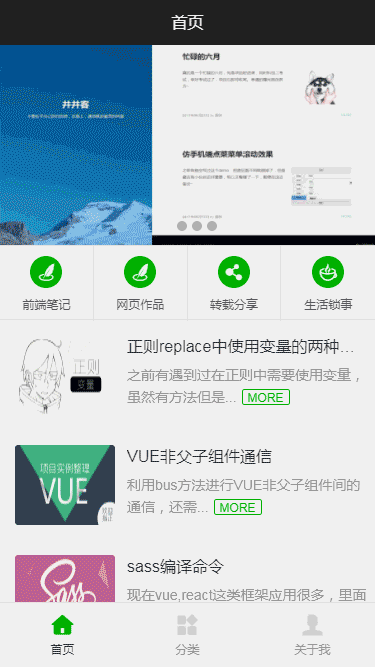 首页
井井客
忙碌的六月
仿手机端点菜菜单滚动效果
前端笔记
网页作品
转载分享
生活锁事
正则replace中使用变量的两种...
之前有遇到过在正则中需要使用变量，
虽然有方法但是... MORE
正则
变量
VUE非父子组件通信
利用bus方法进行VUE非父子组件间的
通信，还需... MORE
项目实例整理
VUE
sass编译命令
现在vue,react这类框架应用很多，里面
Sass
首页
分类
关于我